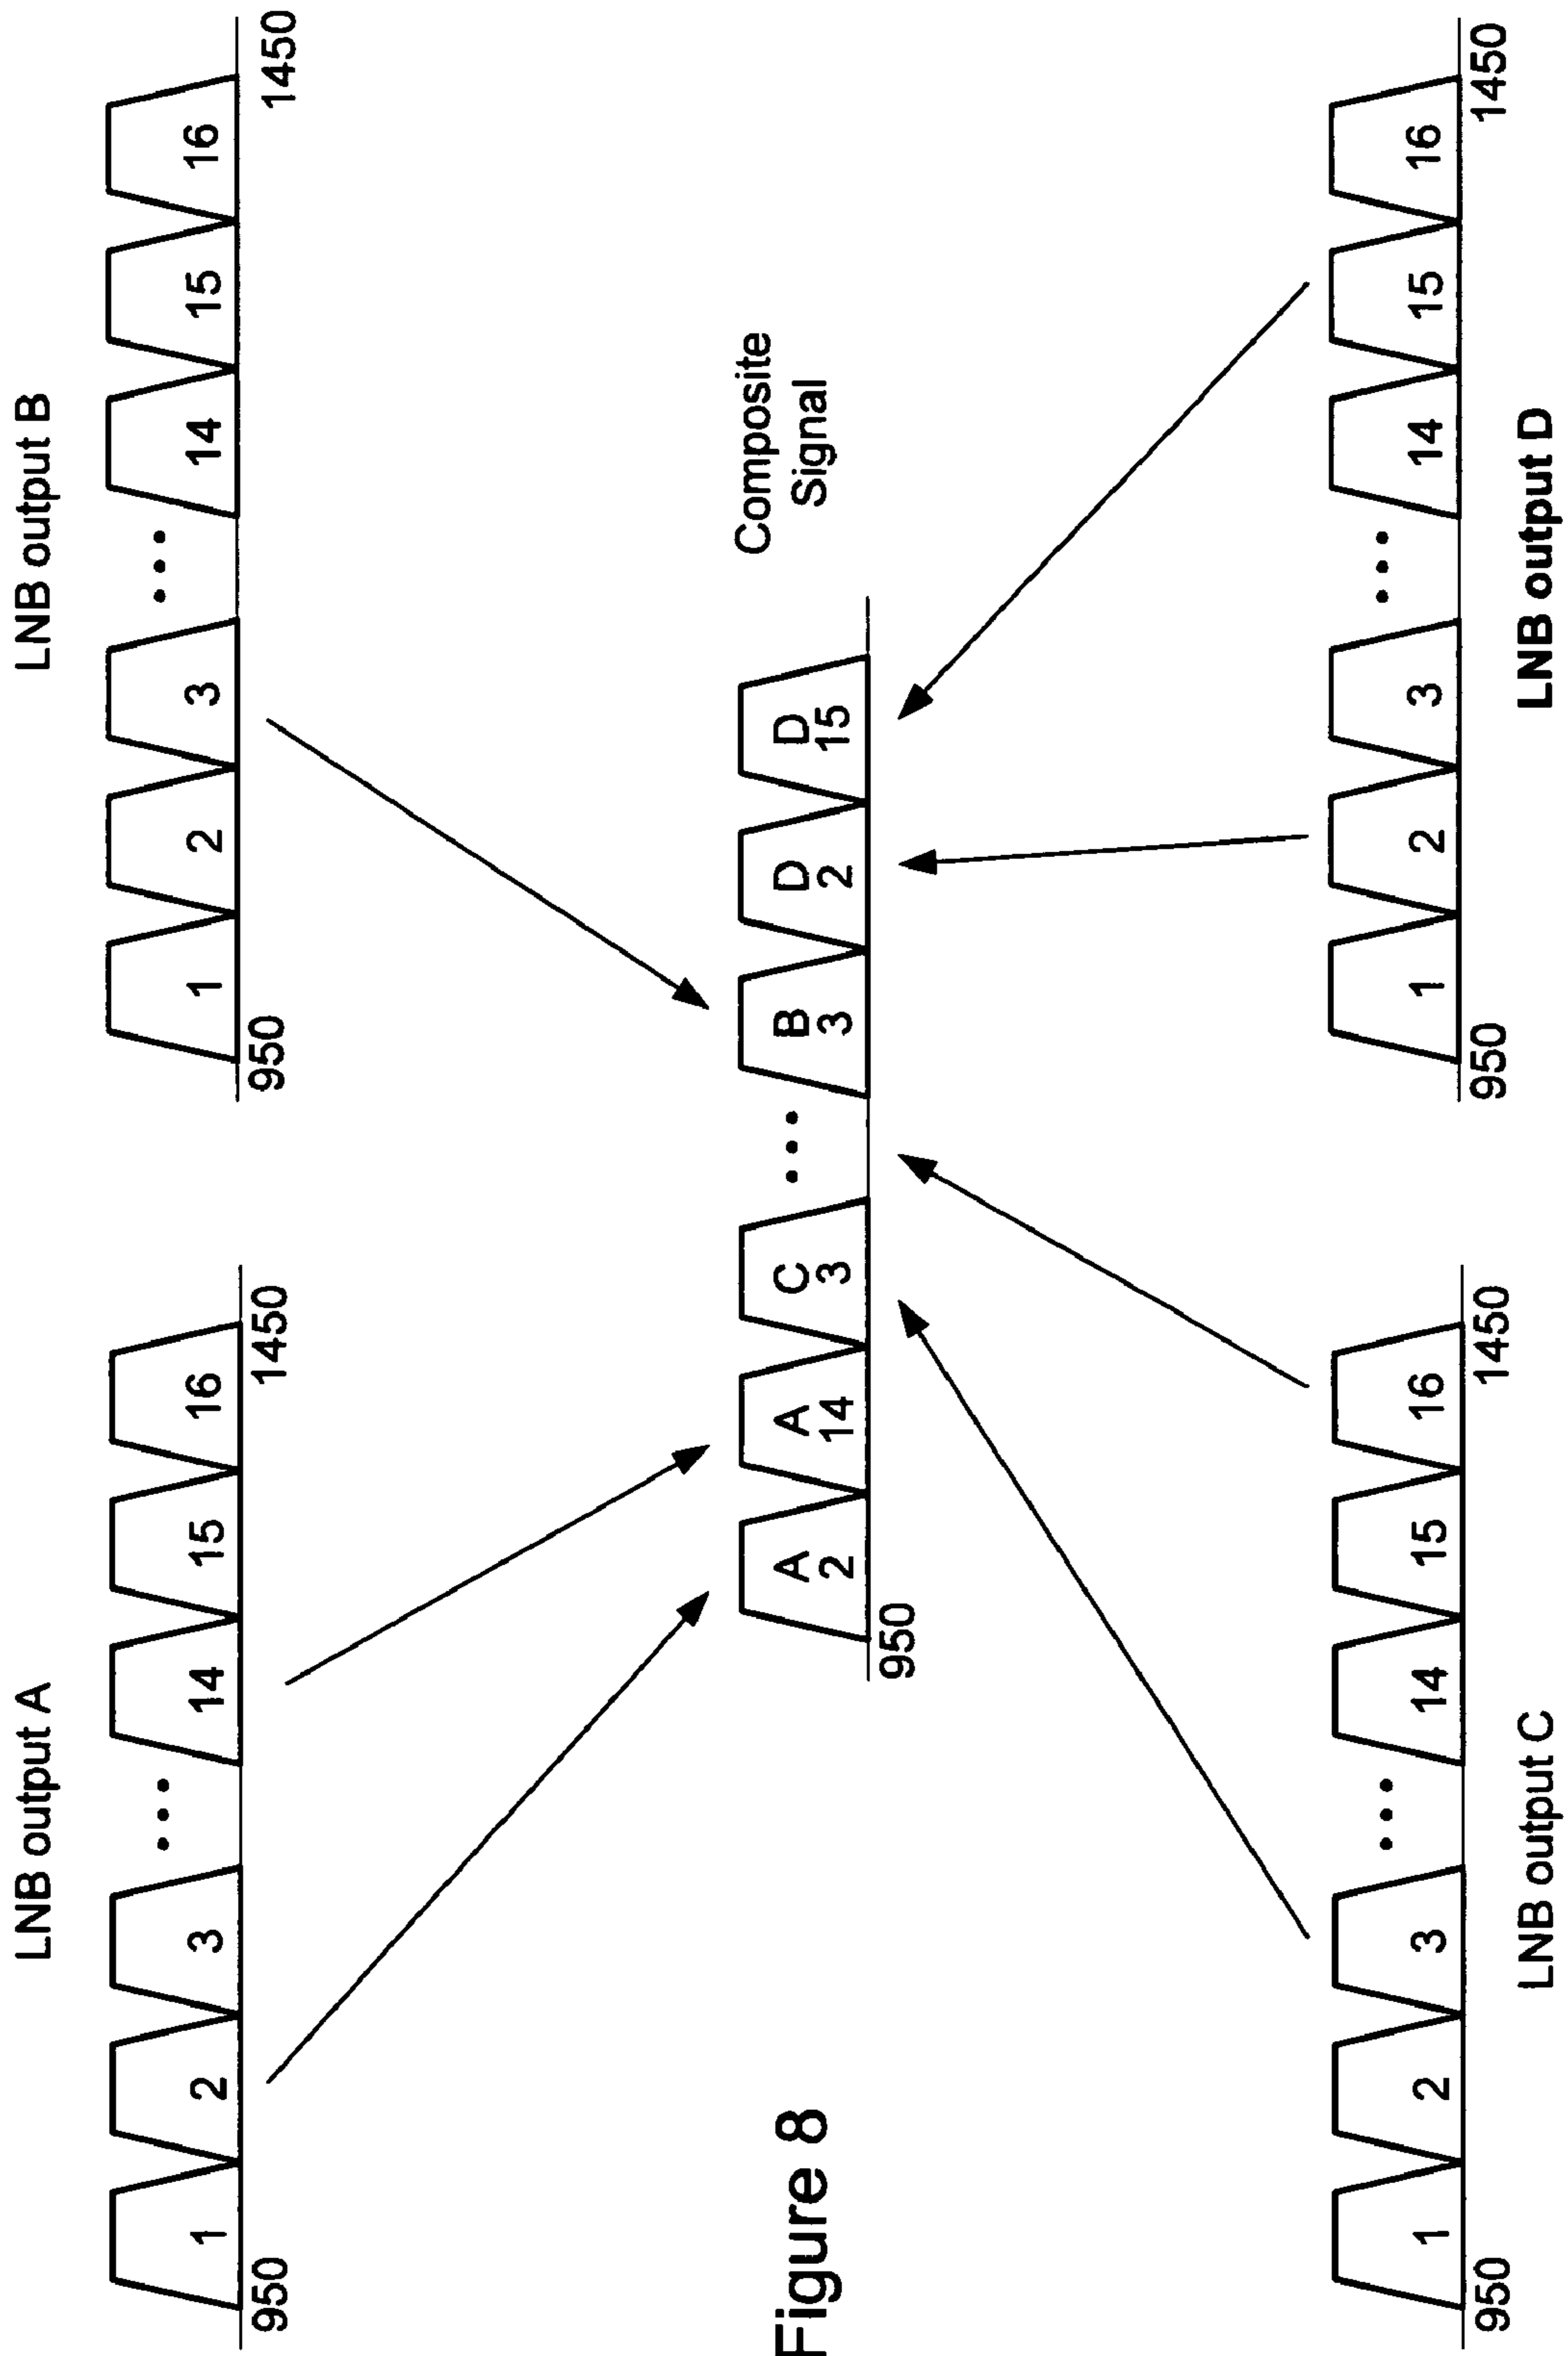 LNB output A
1 2 3 ... 14 15 16
950 1450
LNB output B
1 2 3 ... 14 15 16
950 1450
Composite
Signal
A A C ... B D D
2 14 3 3 2 15
950
Figure 8
1 2 3 ... 14 15 16
950 1450
LNB output C
1 2 3 ... 14 15 16
950 1450
LNB output D